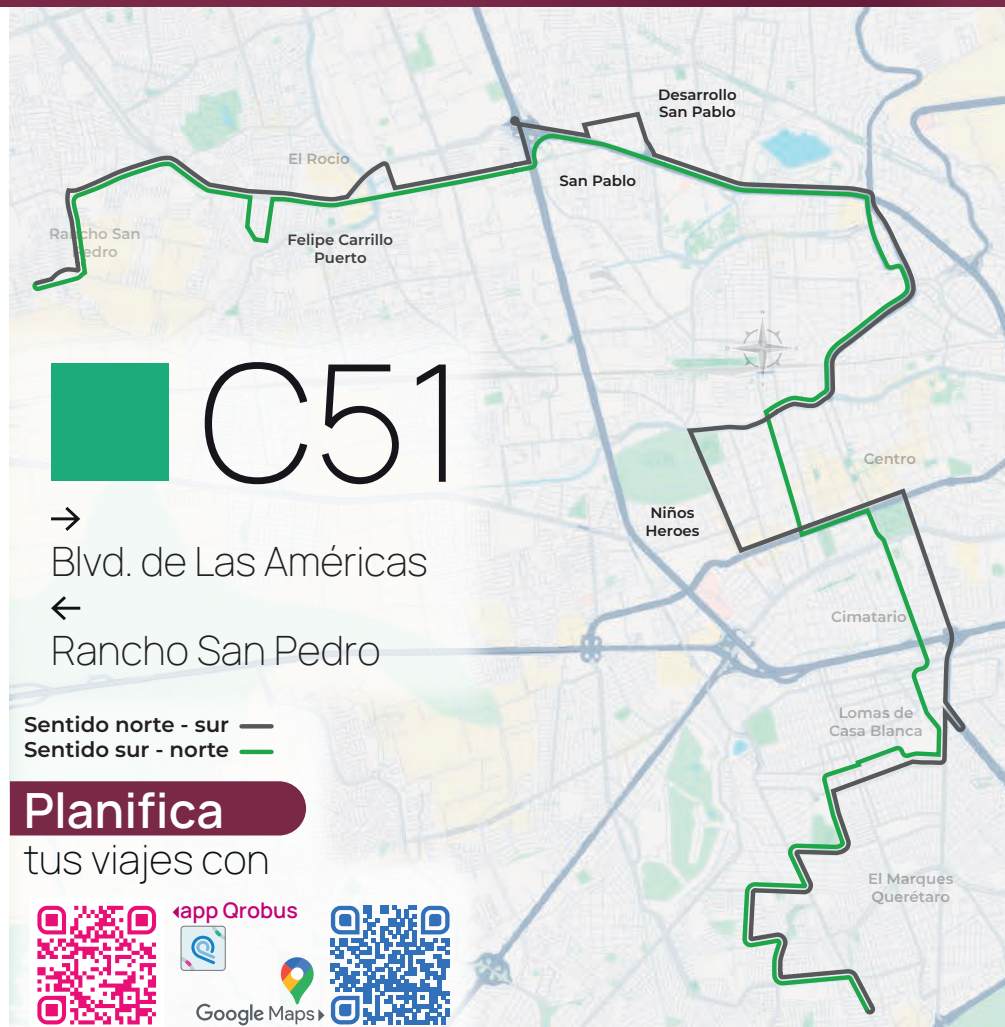 Desarrollo
San Pablo
El Rocio
San Pablo
Rancho San
Pedro
Felipe Carrillo
Puerto
C51
→
Blvd. de Las Américas
←
Rancho San Pedro
Centro
Niños
Heroes
Cimatario
Lomas de
Casa Blanca
Sentido norte - sur
Sentido sur - norte
Planifica
tus viajes con
El Marques
Querétaro
app Qrobus
Google Maps